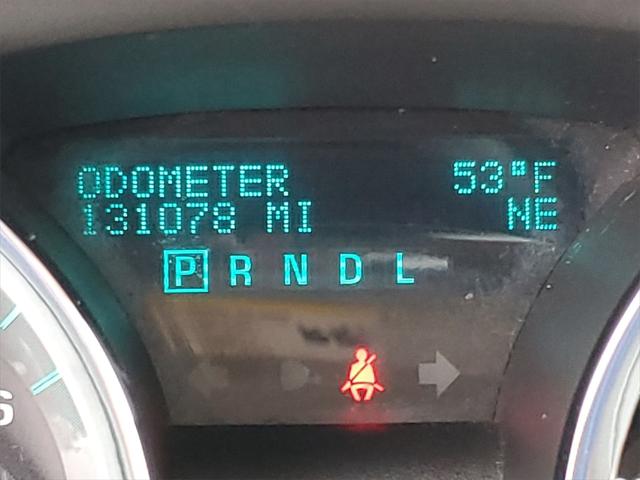 ODOMETER 53°F
131078 MI NE
P R N D L